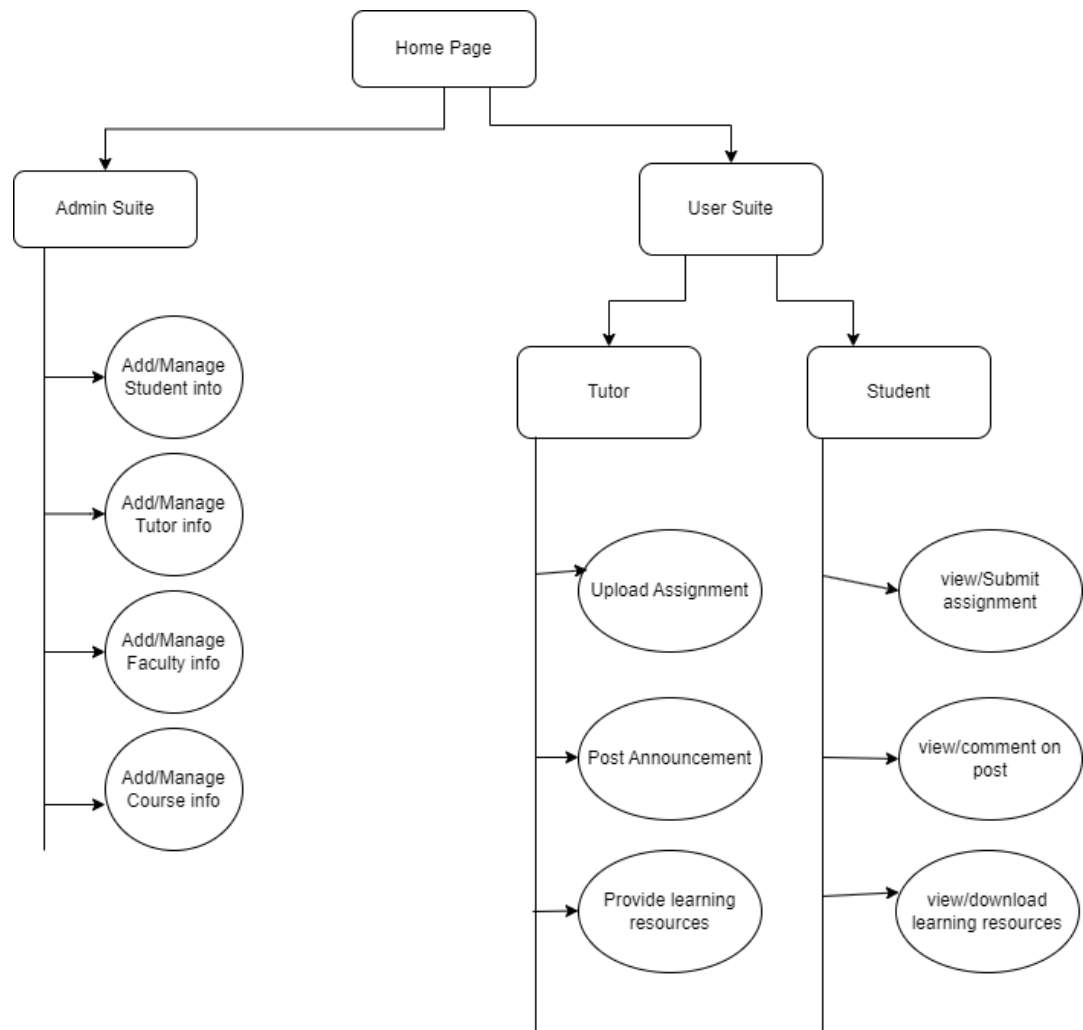 Home Page
Admin Suite
User Suite
Add/Manage
Student into
Tutor
Student
Add/Manage
Tutor info
Upload Assignment
view/Submit
assignment
Add/Manage
Faculty info
Post Announcement
view/comment on
post
Add/Manage
Course info
Provide learning
resources
view/download
learning resources